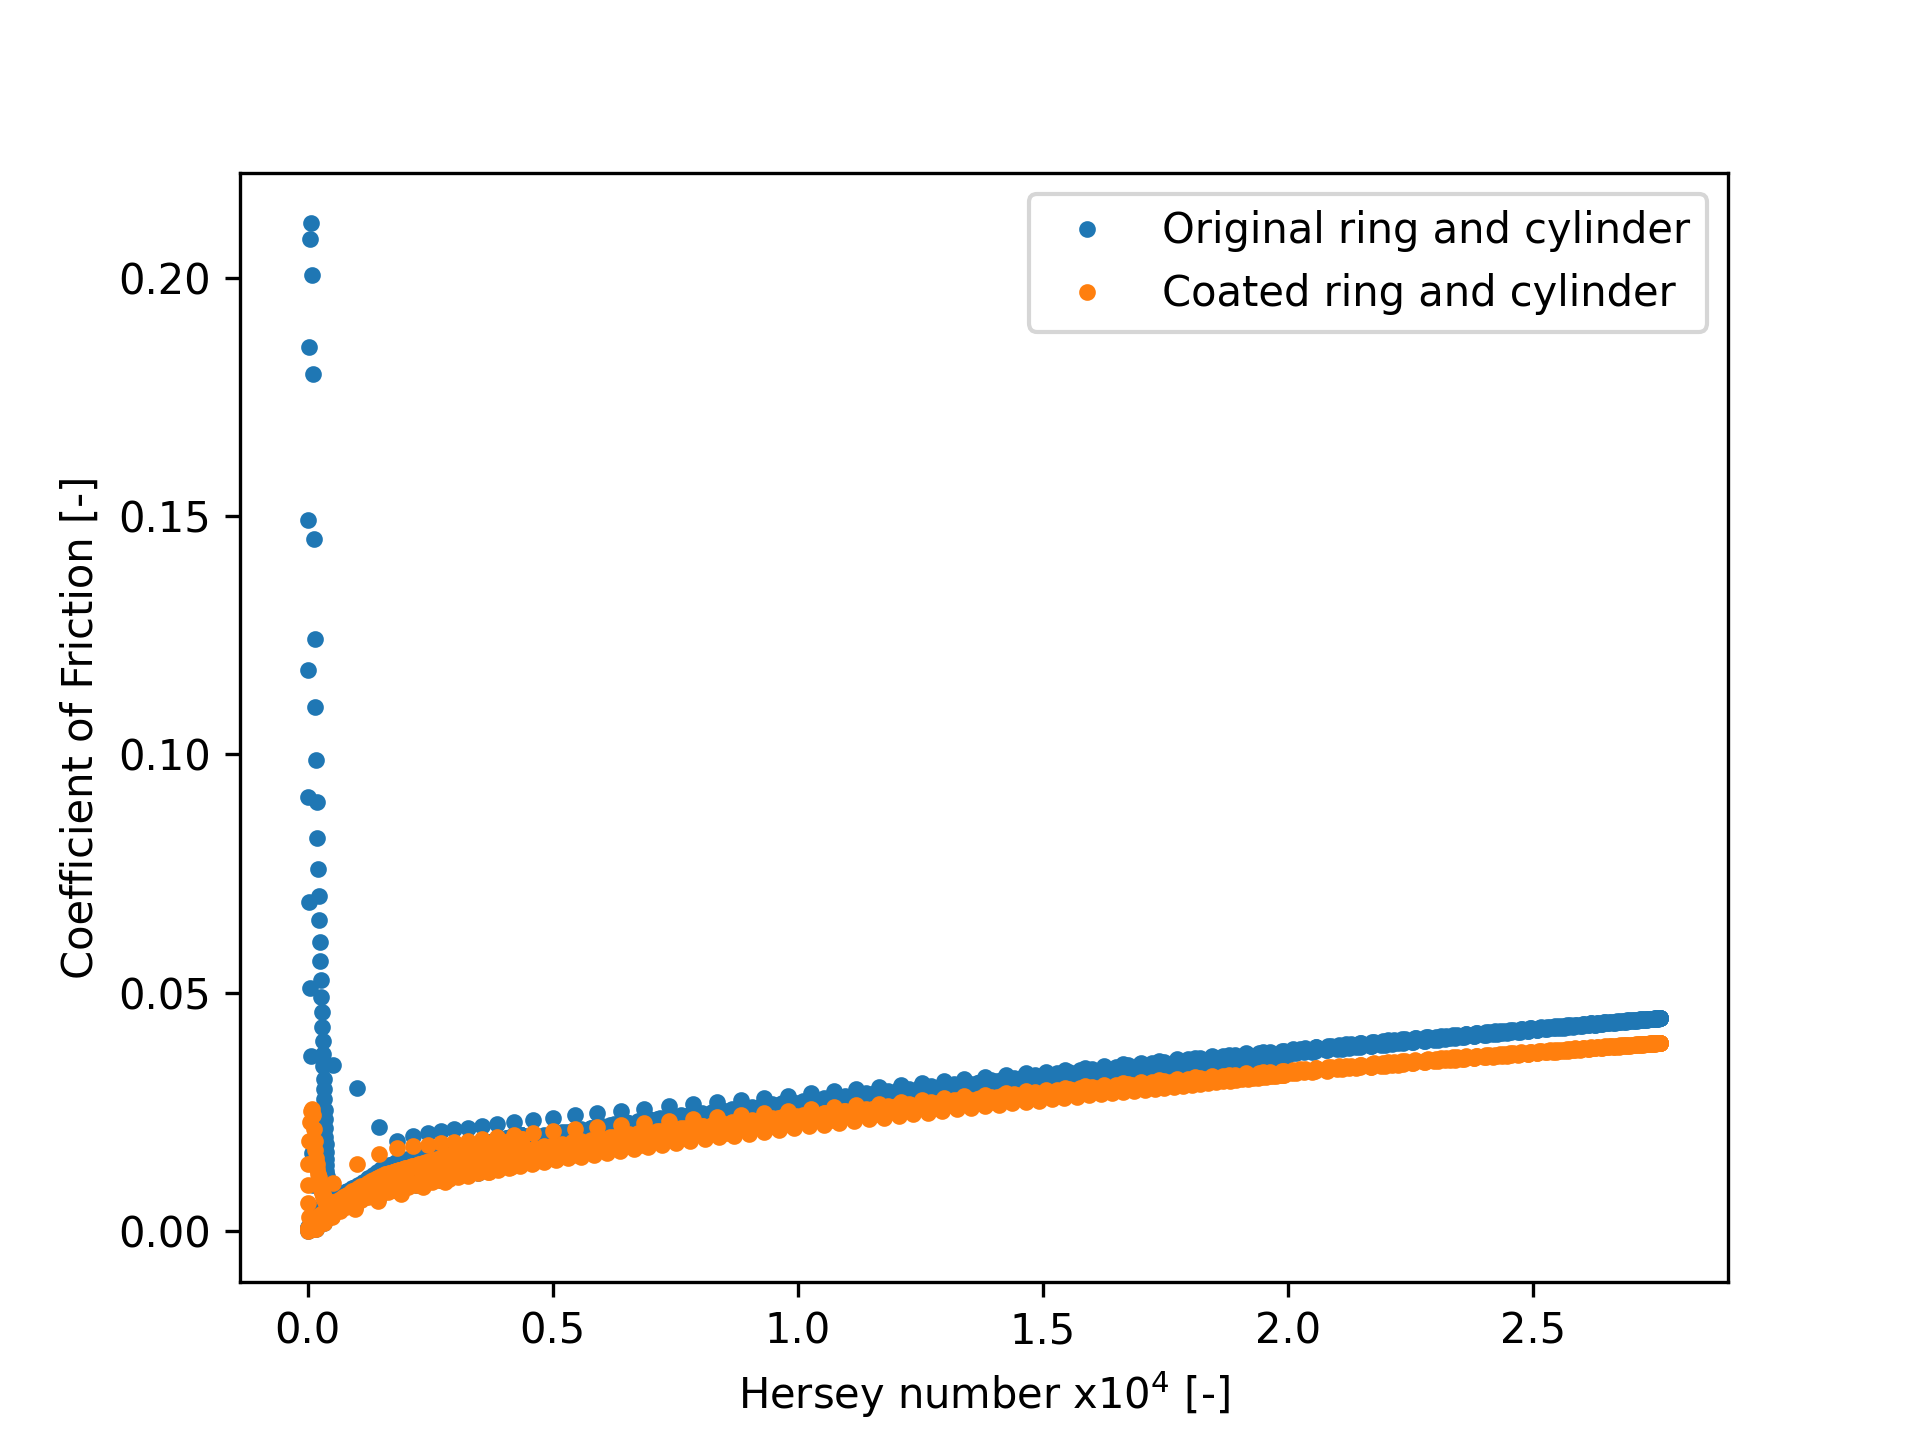 Original ring and cylinder
Coated ring and cylinder
0.20
0.15
0.10
0.05
0.00
Coefficient of Friction [-]
0.0 0.5 1.0 1.5 2.0 2.5
Hersey number x10⁴ [-]